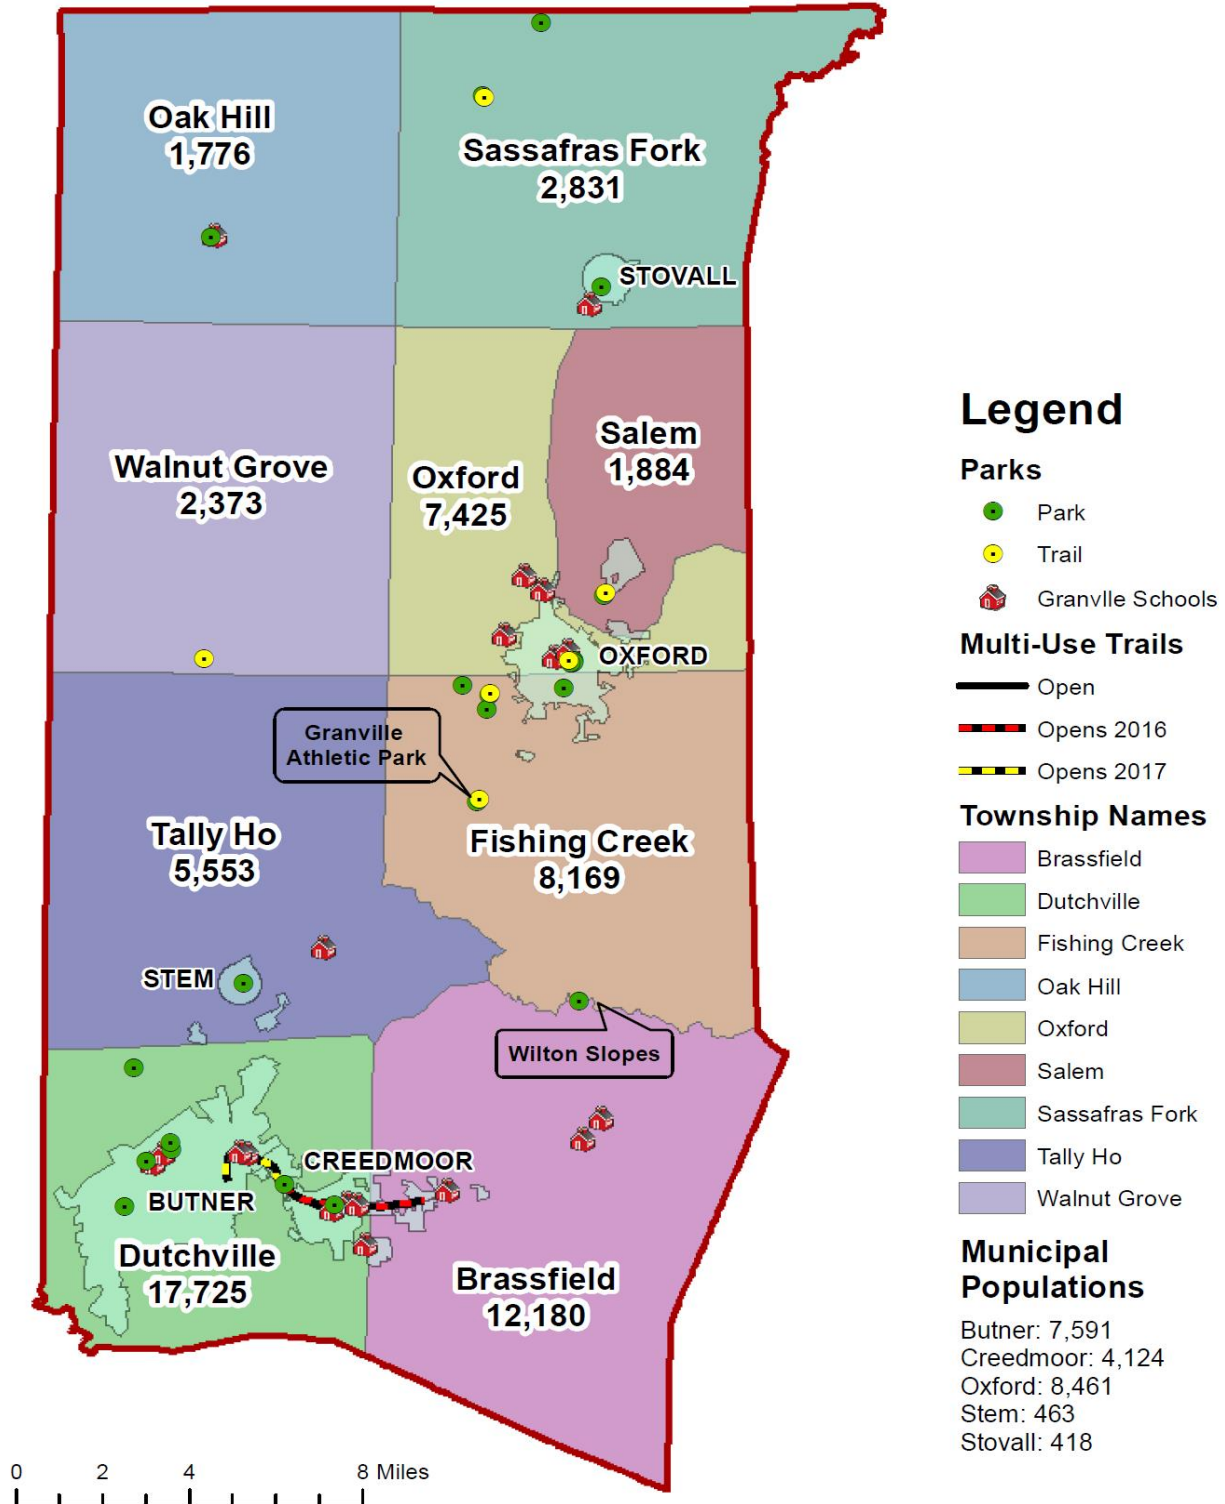 Oak Hill
1,776
Sassafras Fork
2,831
STOVALL
Walnut Grove
2,373
Oxford
7,425
Salem
1,884
OXFORD
Granville
Athletic Park
Tally Ho
5,553
Fishing Creek
8,169
STEM
Wilton Slopes
CREEDMOOR
BUTNER
Dutchville
17,725
Brassfield
12,180
0 2 4 8 Miles
Legend
Parks
Park
Trail
Granvlle Schools
Multi-Use Trails
Open
Opens 2016
Opens 2017
Township Names
Brassfield
Dutchville
Fishing Creek
Oak Hill
Oxford
Salem
Sassafras Fork
Tally Ho
Walnut Grove
Municipal
Populations
Butner: 7,591
Creedmoor: 4,124
Oxford: 8,461
Stem: 463
Stovall: 418